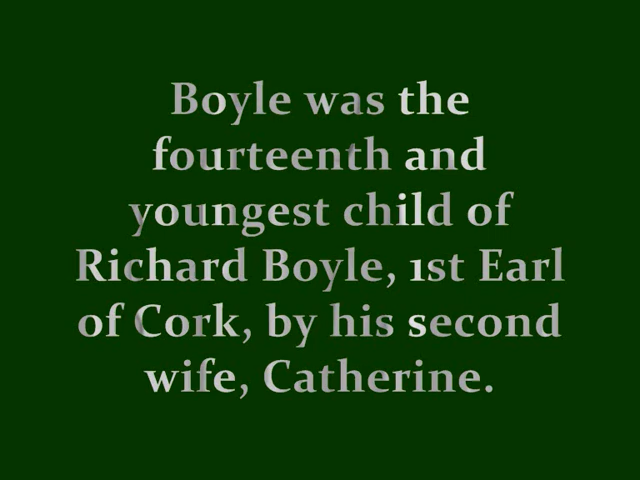 Boyle was the
fourteenth and
youngest child of
Richard Boyle, 1st Earl
of Cork, by his second
wife, Catherine.